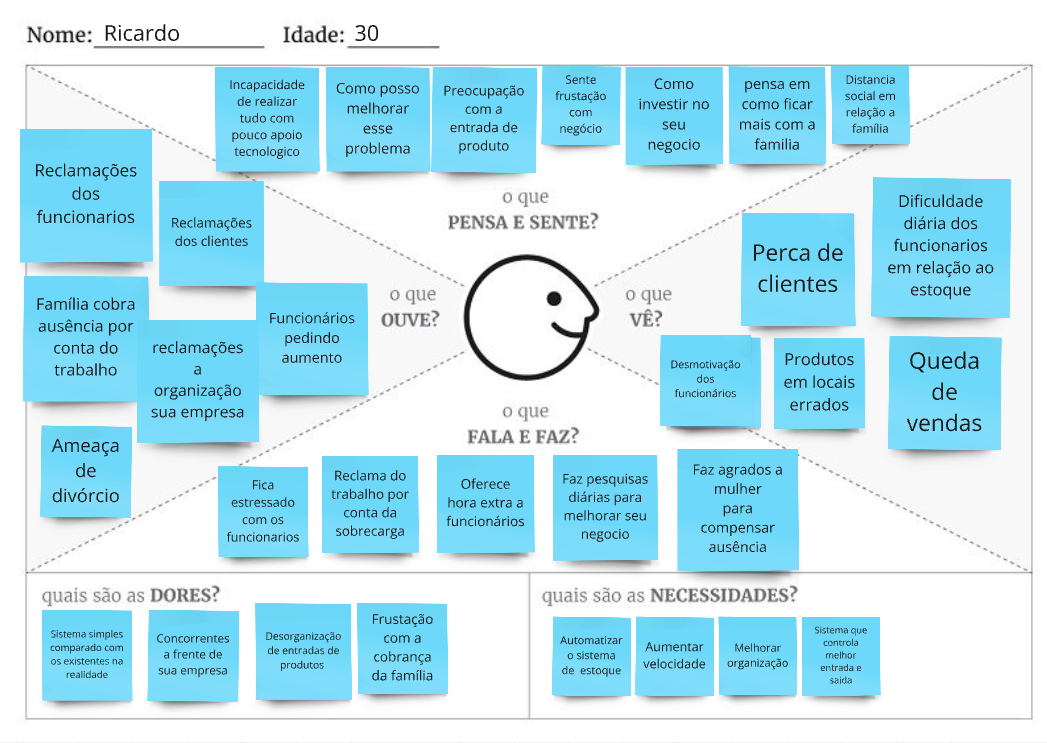 Nome: Ricardo Idade: 30
Incapacidade
de realizar
tudo com
pouco apoio
tecnologico
Como posso
melhorar
esse
problema
Preocupação
com a
entrada de
produto
Sente
frustação
com
negócio
Como
investir no
seu
negocio
pensa em
como ficar
mais com a
familia
Distancia
social em
relação a
família
o que
PENSA E SENTE?
Reclamações
dos
funcionarios
Reclamações
dos clientes
Família cobra
ausência por
conta do
trabalho
reclamações
a
organização
sua empresa
Funcionários
pedindo
aumento
Ameaça
de
divórcio
o que
OUVE?
o que
VÊ?
Perca de
clientes
Dificuldade
diária dos
funcionarios
em relação ao
estoque
Desmotivação
dos
funcionários
Produtos
em locais
errados
Queda
de
vendas
o que
FALA E FAZ?
Fica
estressado
com os
funcionarios
Reclama do
trabalho por
conta da
sobrecarga
Oferece
hora extra a
funcionários
Faz pesquisas
diárias para
melhorar seu
negocio
Faz agrados a
mulher
para
compensar
ausência
quais são as DORES?
Sistema simples
comparado com
os existentes na
realidade
Concorrentes
a frente de
sua empresa
Desorganização
de entradas de
produtos
Frustação
com a
cobrança
da família
quais são as NECESSIDADES?
Automatizar
o sistema
de estoque
Aumentar
velocidade
Melhorar
organização
Sistema que
controla
melhor
entrada e
saida